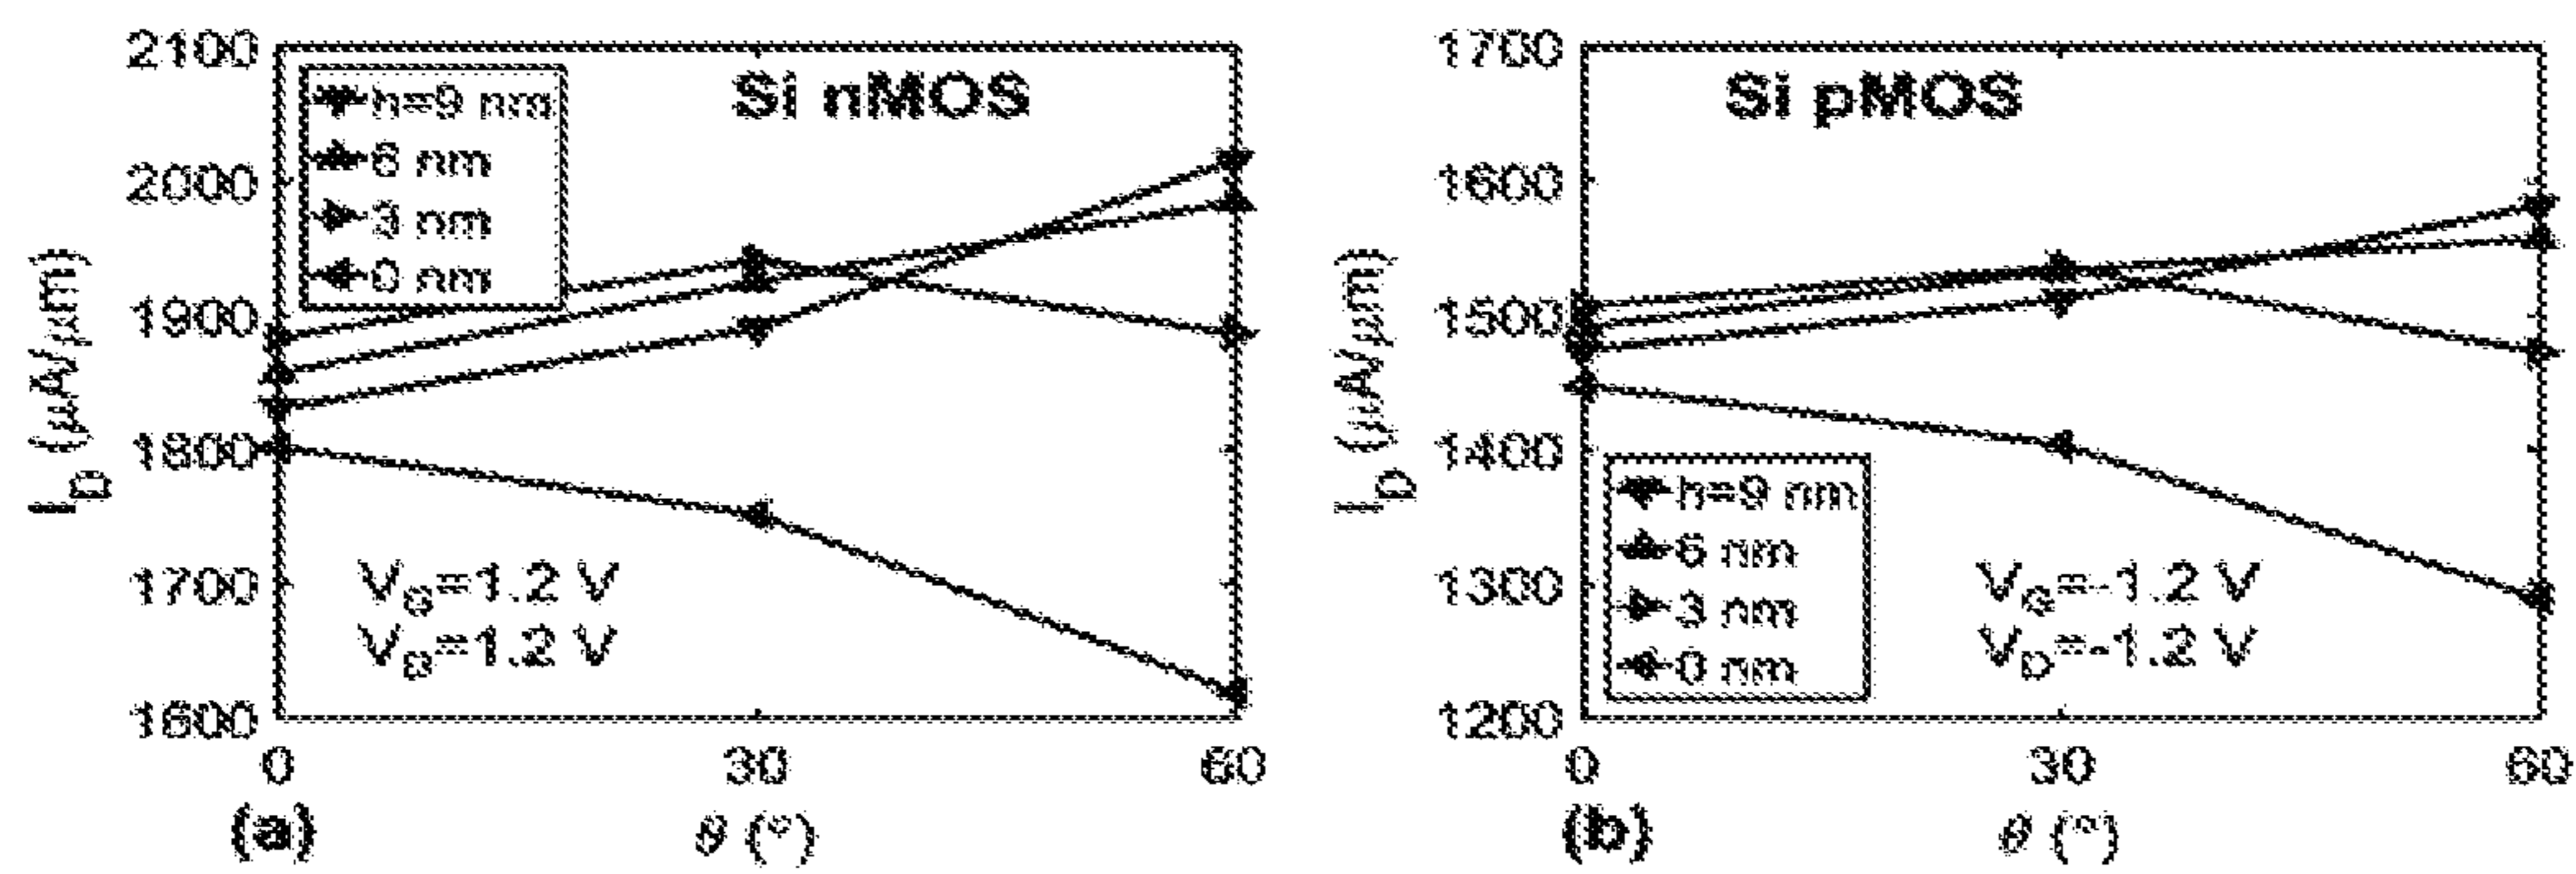 2100
2000
1900
1800
1700
1600
I_D (μA/μm)
Si nMOS
h=9 nm
6 nm
3 nm
0 nm
V_G=1.2 V
V_D=1.2 V
0 30 60
θ (°)
(a)
1700
1600
1500
1400
1300
1200
I_D (μA/μm)
Si pMOS
h=9 nm
6 nm
3 nm
0 nm
V_G=-1.2 V
V_D=-1.2 V
0 30 60
θ (°)
(b)